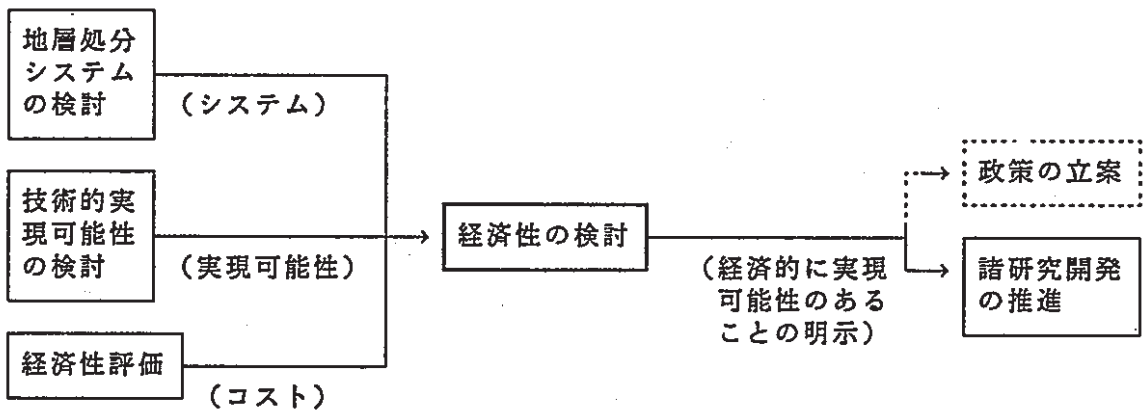 地層処分
システム
の検討
（システム）
技術的実
現可能性
の検討
（実現可能性）
経済性評価
（コスト）
経済性の検討
（経済的に実現
可能性のある
ことの明示）
政策の立案
諸研究開発
の推進